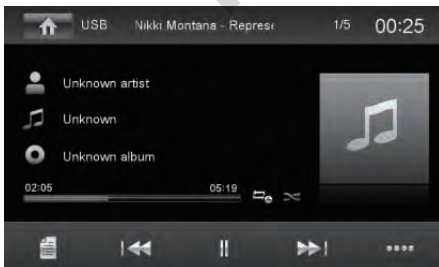 USB Nikki Montana - Represe 1/5 00:25
Unknown artist
Unknown
Unknown album
02:05 05:19